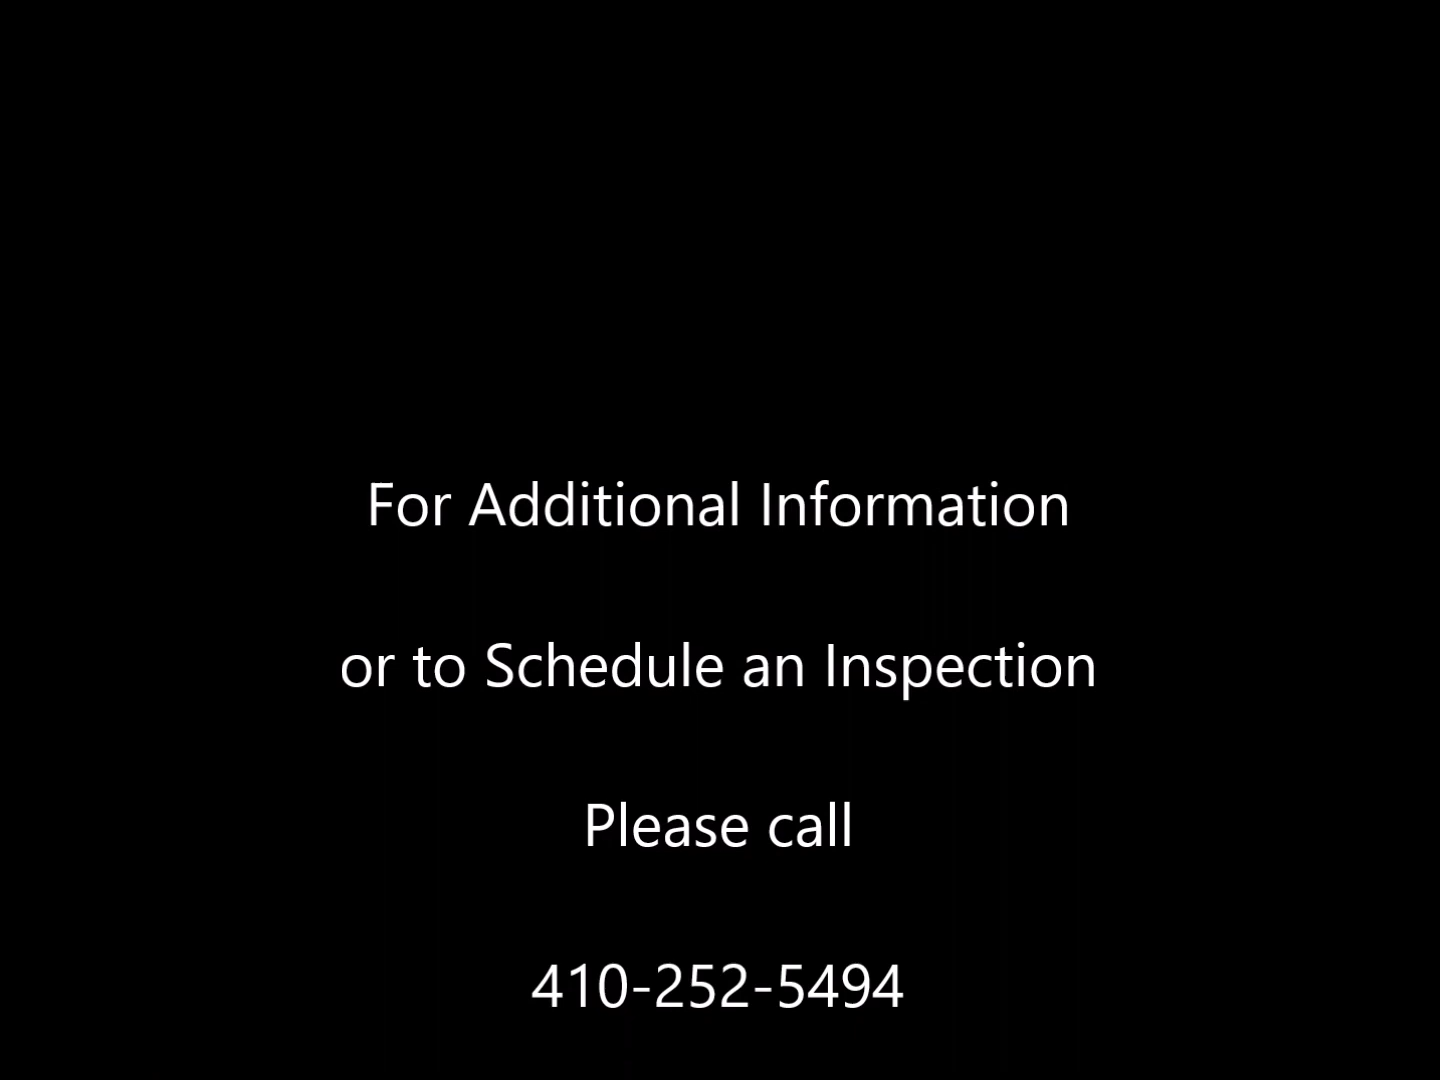 For Additional Information
or to Schedule an Inspection
Please call
410-252-5494